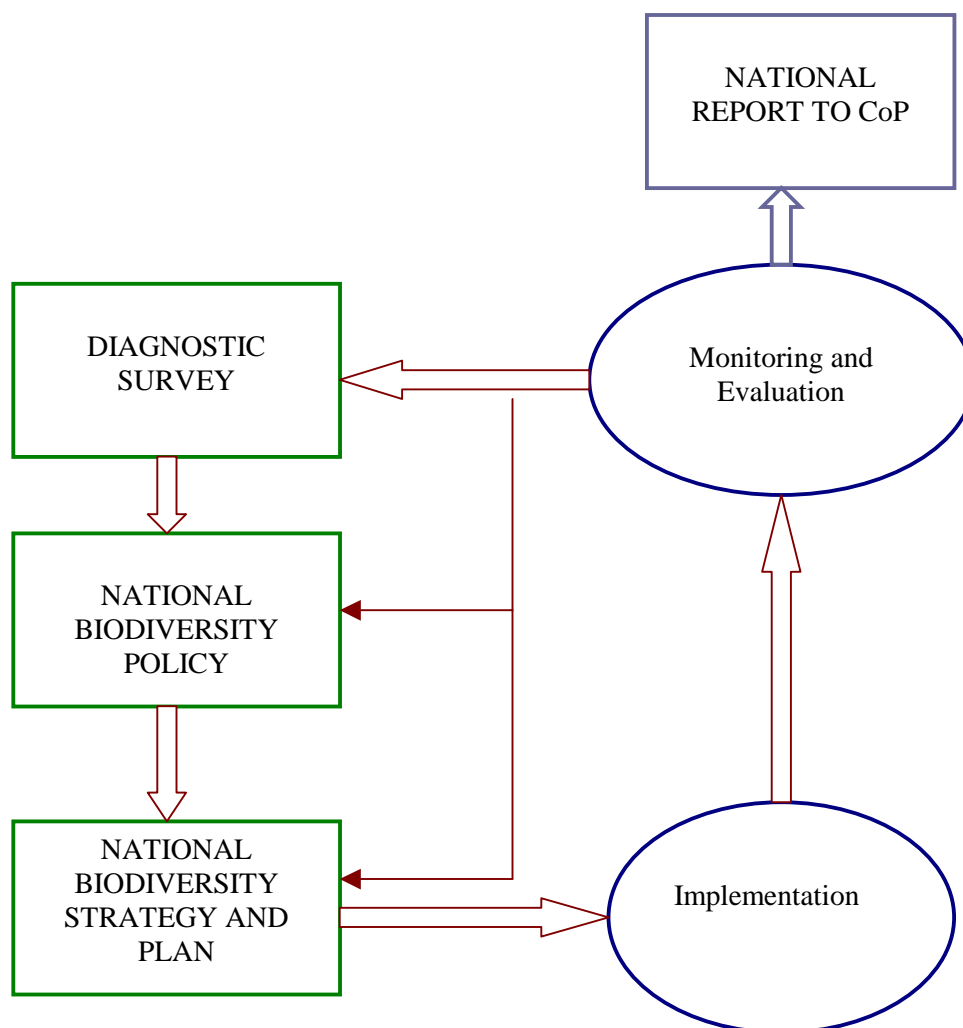 NATIONAL
REPORT TO CoP
DIAGNOSTIC
SURVEY
Monitoring and
Evaluation
NATIONAL
BIODIVERSITY
POLICY
NATIONAL
BIODIVERSITY
STRATEGY AND
PLAN
Implementation